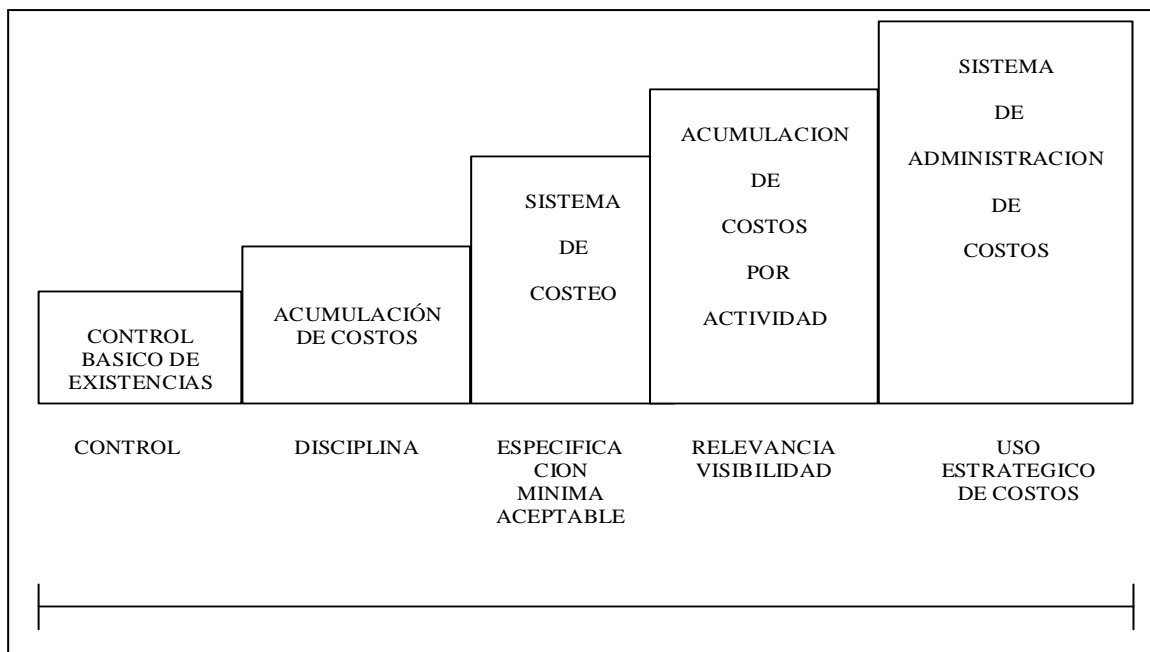 CONTROL
BASICO DE
EXISTENCIAS
ACUMULACIÓN
DE COSTOS
SISTEMA
DE
COSTEO
ACUMULACION
DE
COSTOS
POR
ACTIVIDAD
SISTEMA
DE
ADMINISTRACION
DE
COSTOS
CONTROL
DISCIPLINA
ESPECIFICA
CION
MINIMA
ACEPTABLE
RELEVANCIA
VISIBILIDAD
USO
ESTRATEGICO
DE COSTOS